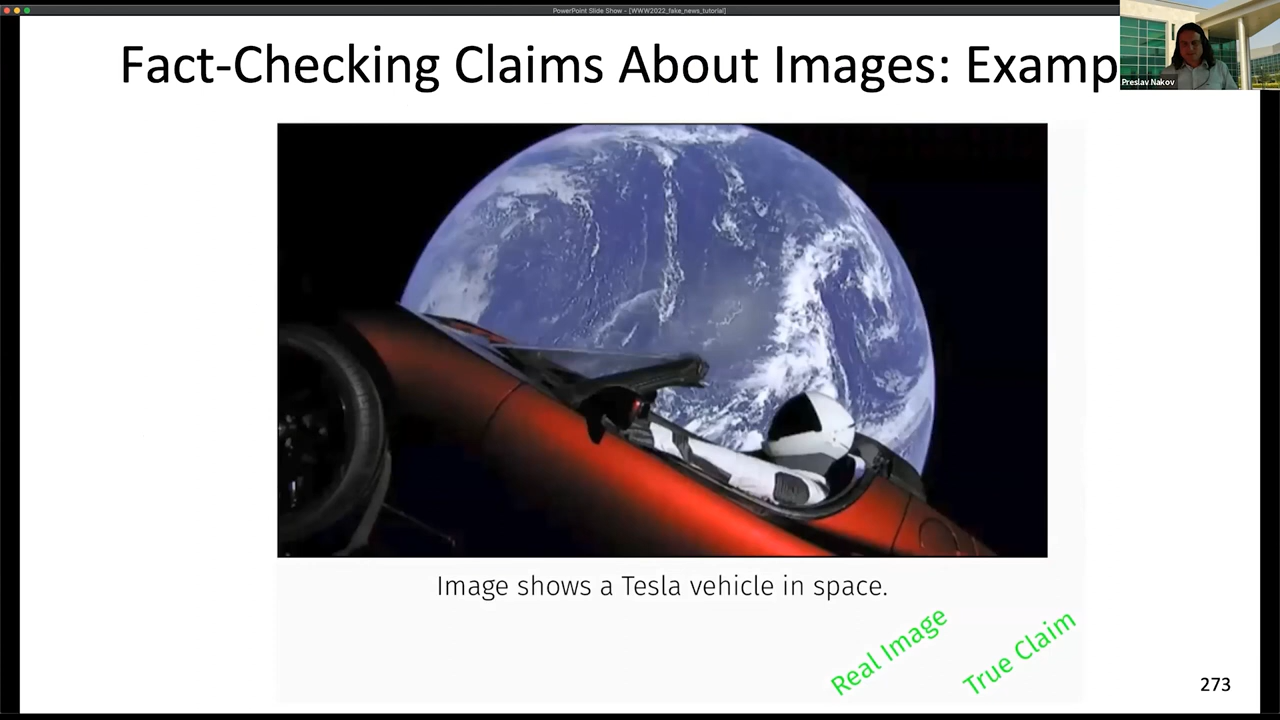 PowerPoint Slide Show - [WWW2022_fake_news_tutorial]
Fact-Checking Claims About Images: Examp
Preslav Nakov
Image shows a Tesla vehicle in space.
Real Image
True Claim
273